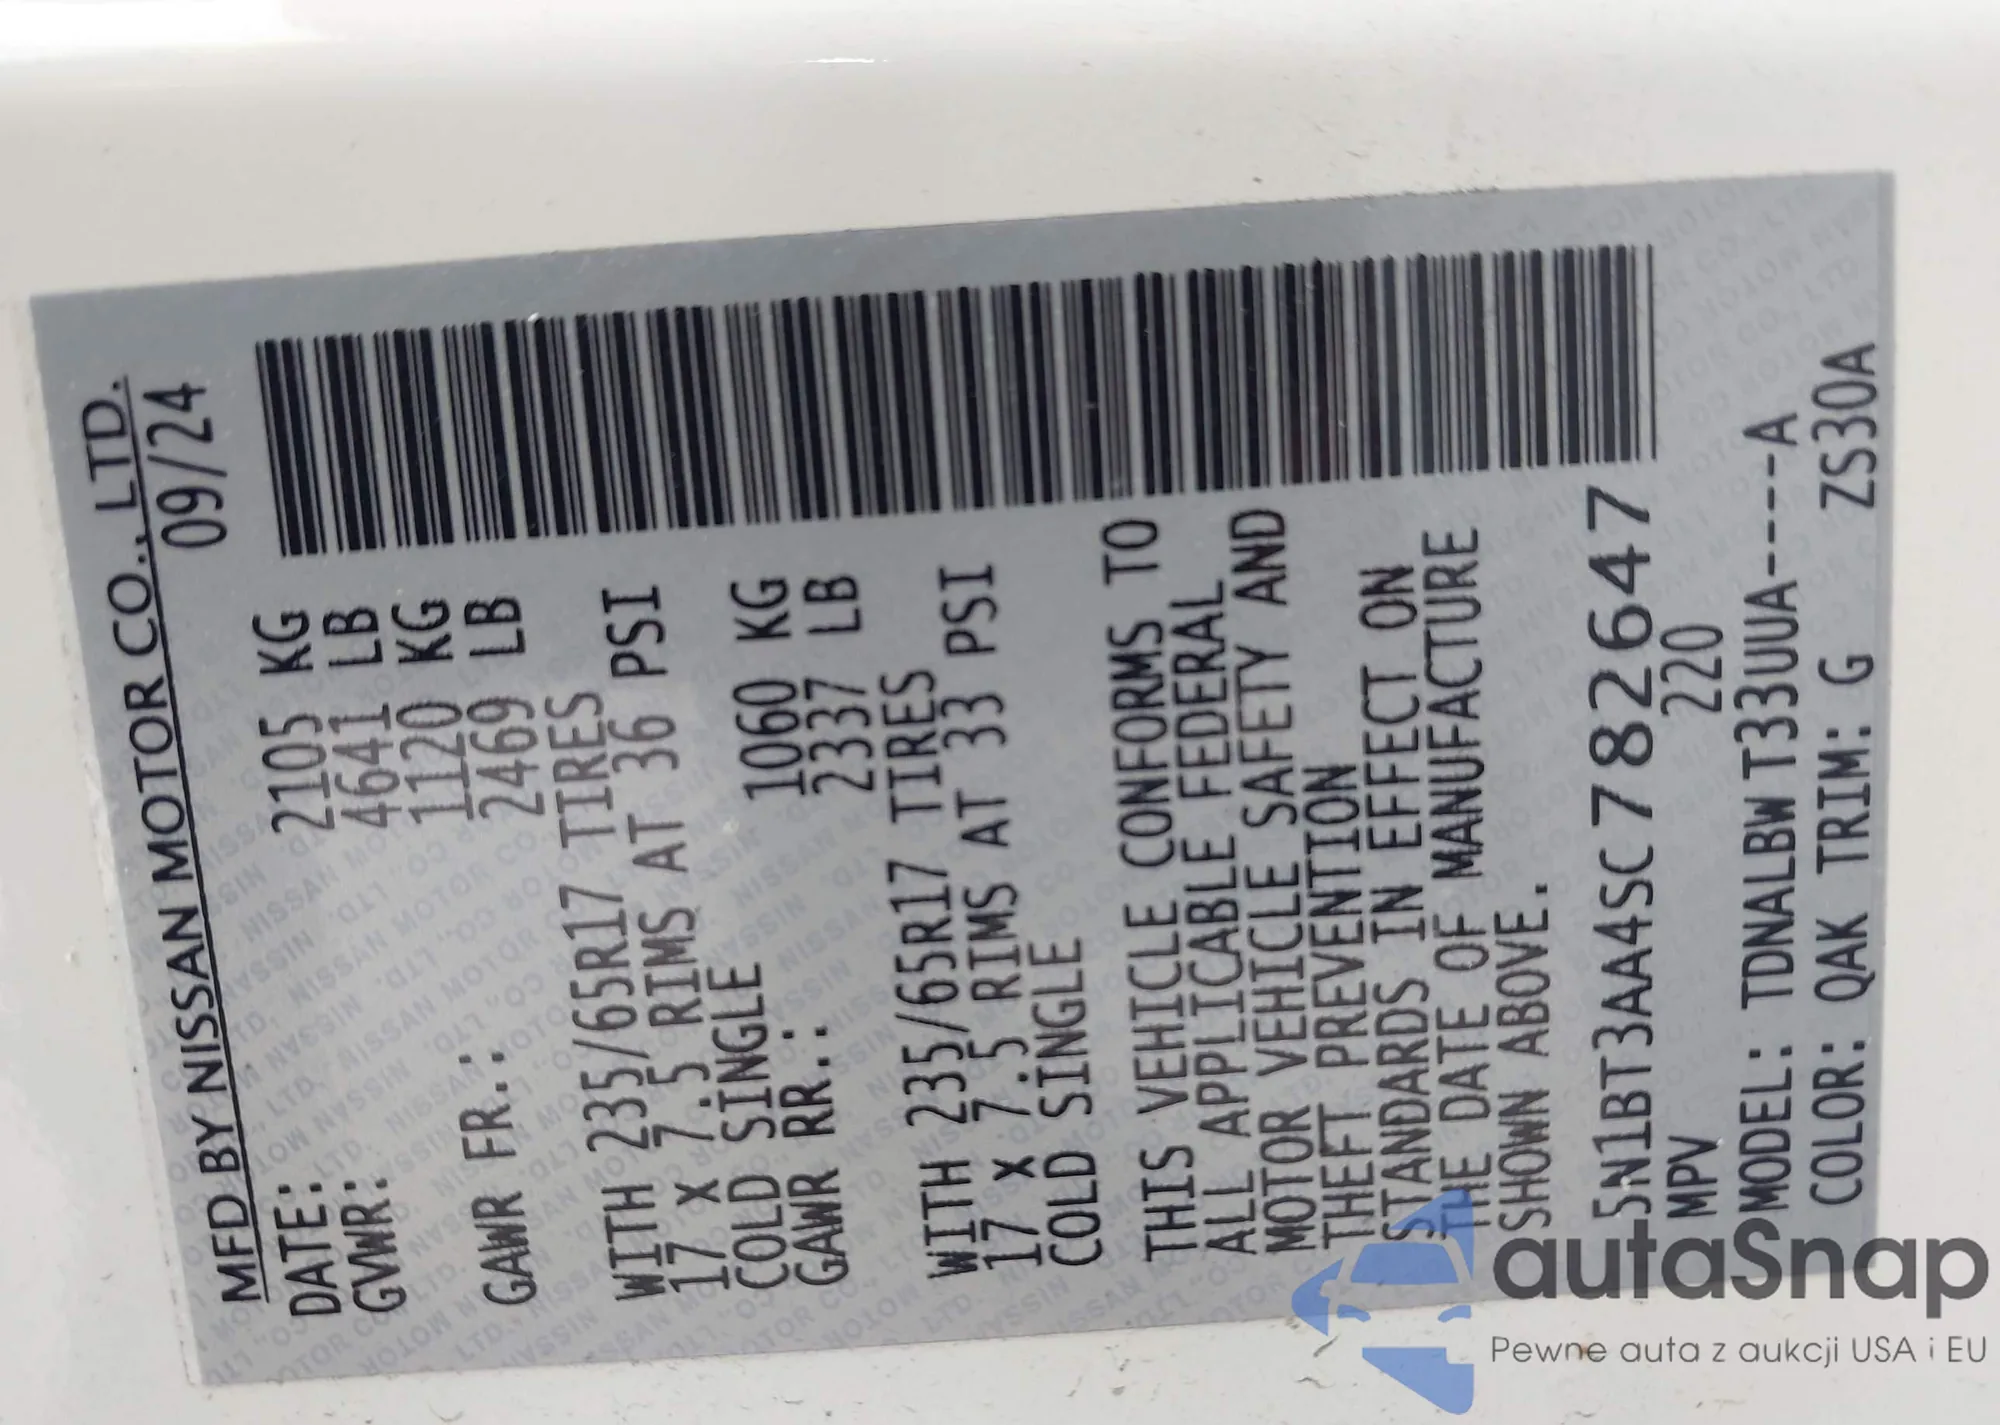 MFD BY NISSAN MOTOR CO., LTD.
DATE: 09/24
GVWR: 2105 KG
4641 LB
GAWR FR.: 1120 KG
2469 LB
WITH 235/65R17 TIRES
17 x 7.5 RIMS AT 36 PSI
COLD SINGLE
GAWR RR.: 1060 KG
2337 LB
WITH 235/65R17 TIRES
17 x 7.5 RIMS AT 33 PSI
COLD SINGLE
THIS VEHICLE CONFORMS TO
ALL APPLICABLE FEDERAL
MOTOR VEHICLE SAFETY AND
THEFT PREVENTION
STANDARDS IN EFFECT ON
THE DATE OF MANUFACTURE
SHOWN ABOVE.
5N1BT3AA4SC782647
MPV 220
MODEL: TDNALBW T33UUA----A
COLOR: QAK TRIM: G ZS30A
autaSnap
Pewne auta z aukcji USA i EU